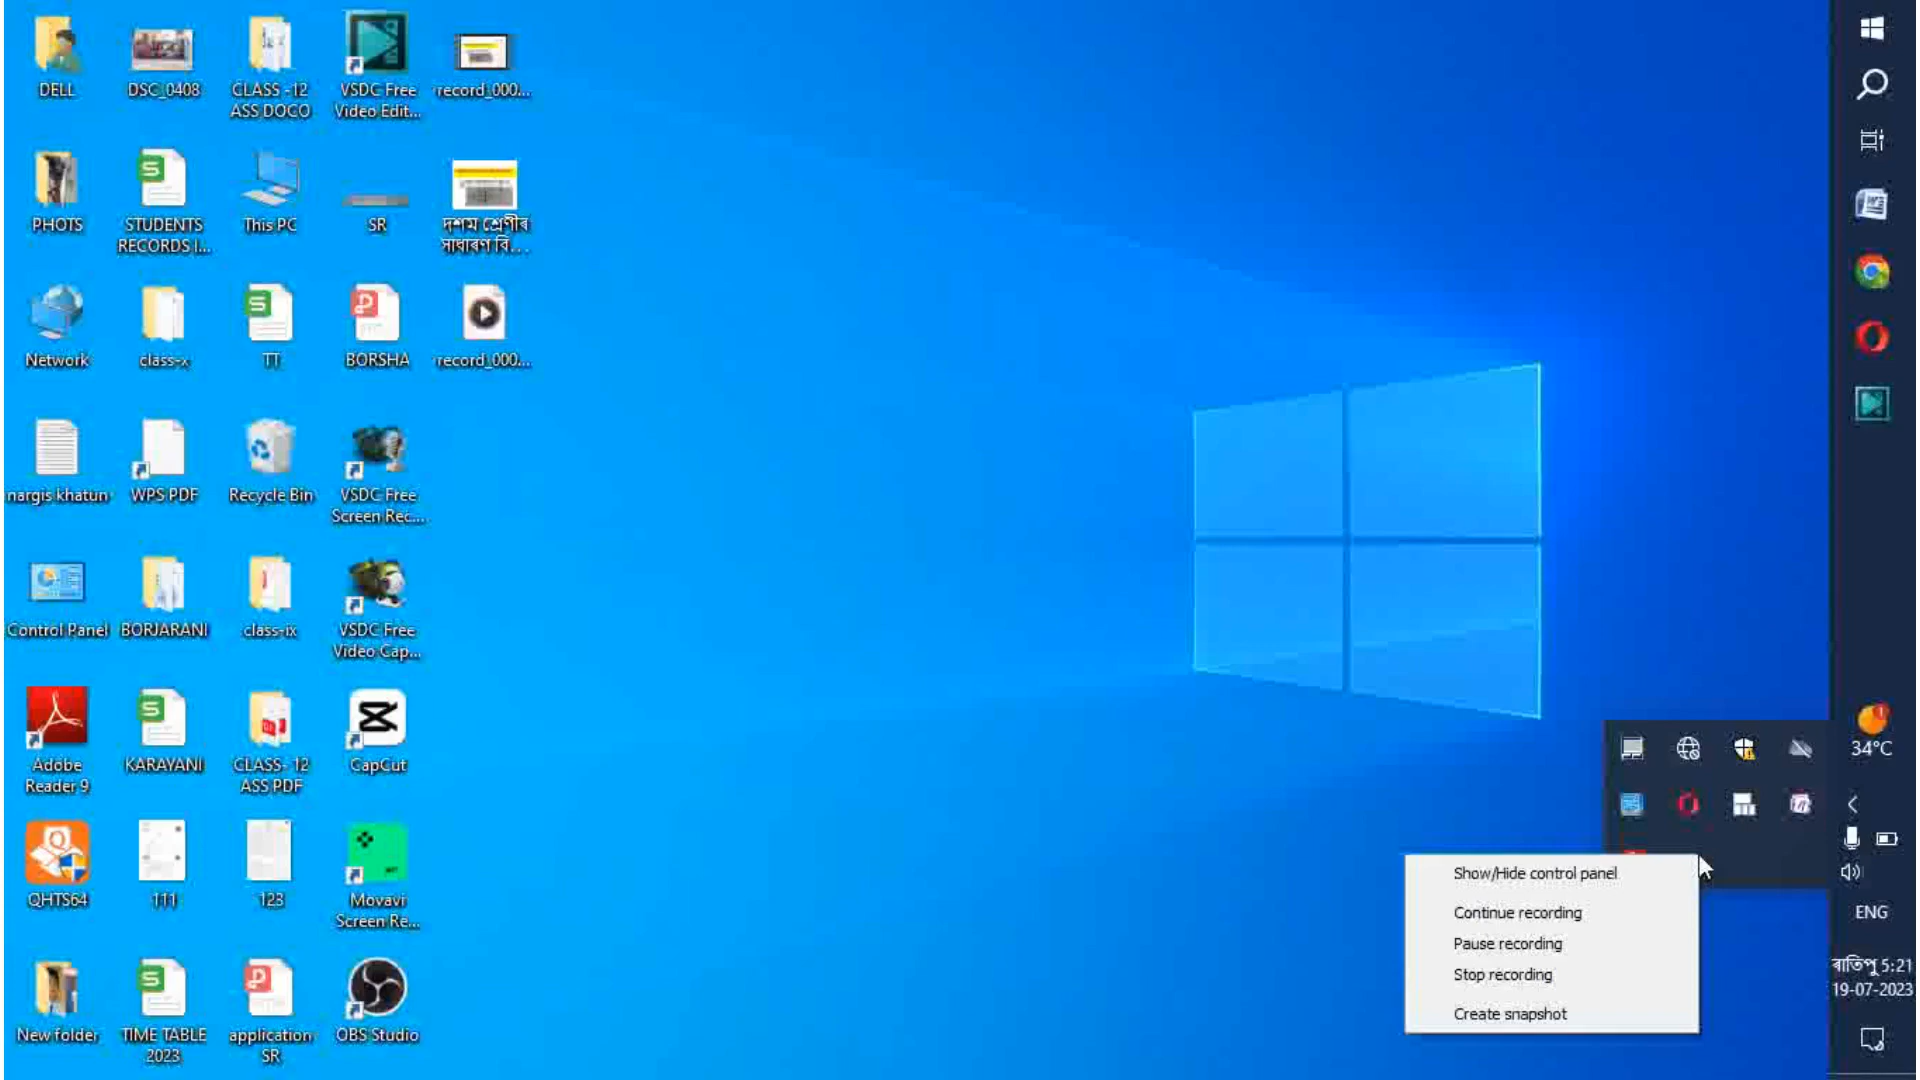 DELL
DSC_0408
CLASS -12
ASS DOCO
VSDC Free
Video Edit...
record_000...
PHOTS
STUDENTS
RECORDS I...
This PC
SR
দশম শ্ৰেণীৰ
সাধাৰণ বি...
Network
class-x
TT
BORSHA
record_000...
nargis khatun
WPS PDF
Recycle Bin
VSDC Free
Screen Rec...
Control Panel
BORJARANI
class-ix
VSDC Free
Video Cap...
Adobe
Reader 9
KARAYANI
CLASS- 12
ASS PDF
CapCut
QHTS64
111
123
Movavi
Screen Re...
New folder
TIME TABLE
2023
application
SR
OBS Studio
Show/Hide control panel
Continue recording
Pause recording
Stop recording
Create snapshot
1
34°C
ENG
ৰাতিপু 5:21
19-07-2023